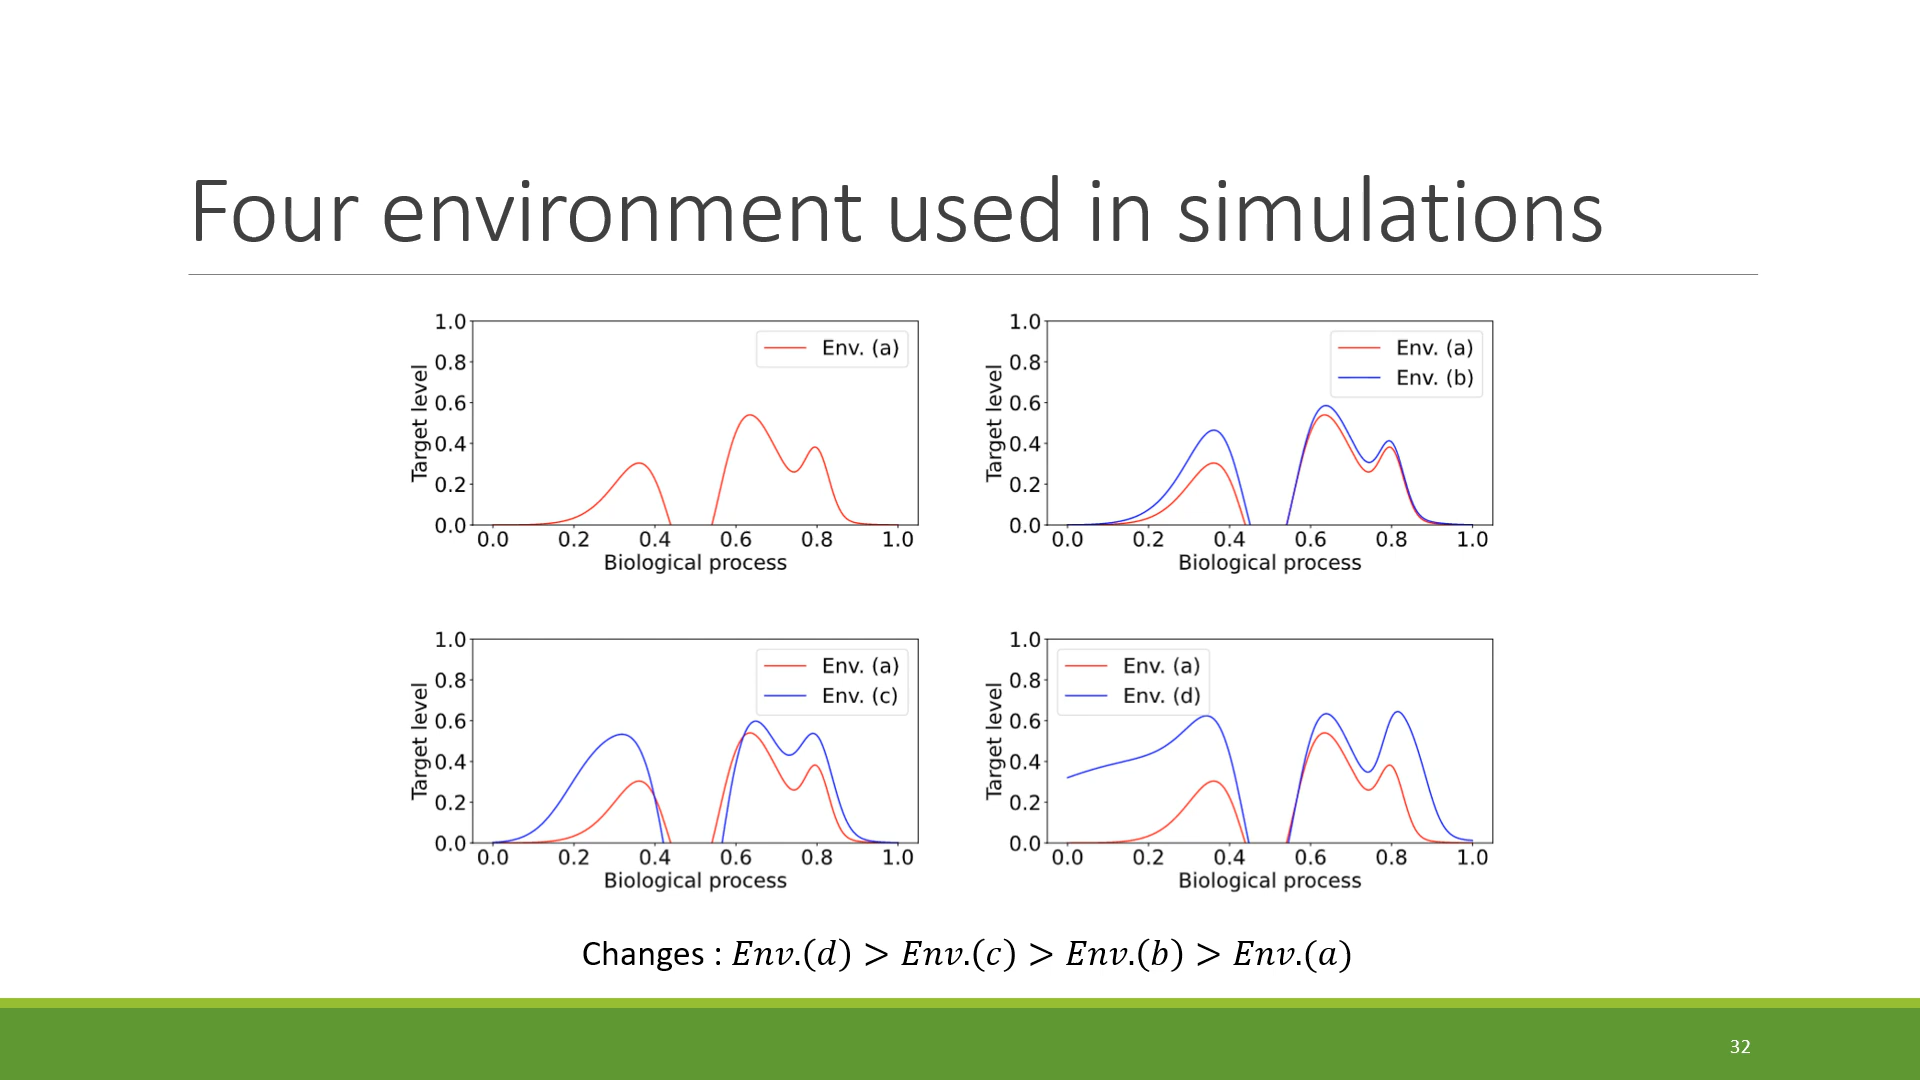 Four environment used in simulations
1.0
0.8
0.6
0.4
0.2
0.0
Target level
Env. (a)
0.0 0.2 0.4 0.6 0.8 1.0
Biological process
1.0
0.8
0.6
0.4
0.2
0.0
Target level
Env. (a)
Env. (b)
0.0 0.2 0.4 0.6 0.8 1.0
Biological process
1.0
0.8
0.6
0.4
0.2
0.0
Target level
Env. (a)
Env. (c)
0.0 0.2 0.4 0.6 0.8 1.0
Biological process
1.0
0.8
0.6
0.4
0.2
0.0
Target level
Env. (a)
Env. (d)
0.0 0.2 0.4 0.6 0.8 1.0
Biological process
Changes : Env.(d) > Env.(c) > Env.(b) > Env.(a)
32